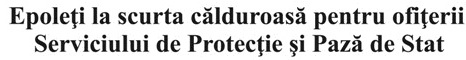 Epoleţi la scurta călduroasă pentru ofiţerii
Serviciului de Protecţie şi Pază de Stat